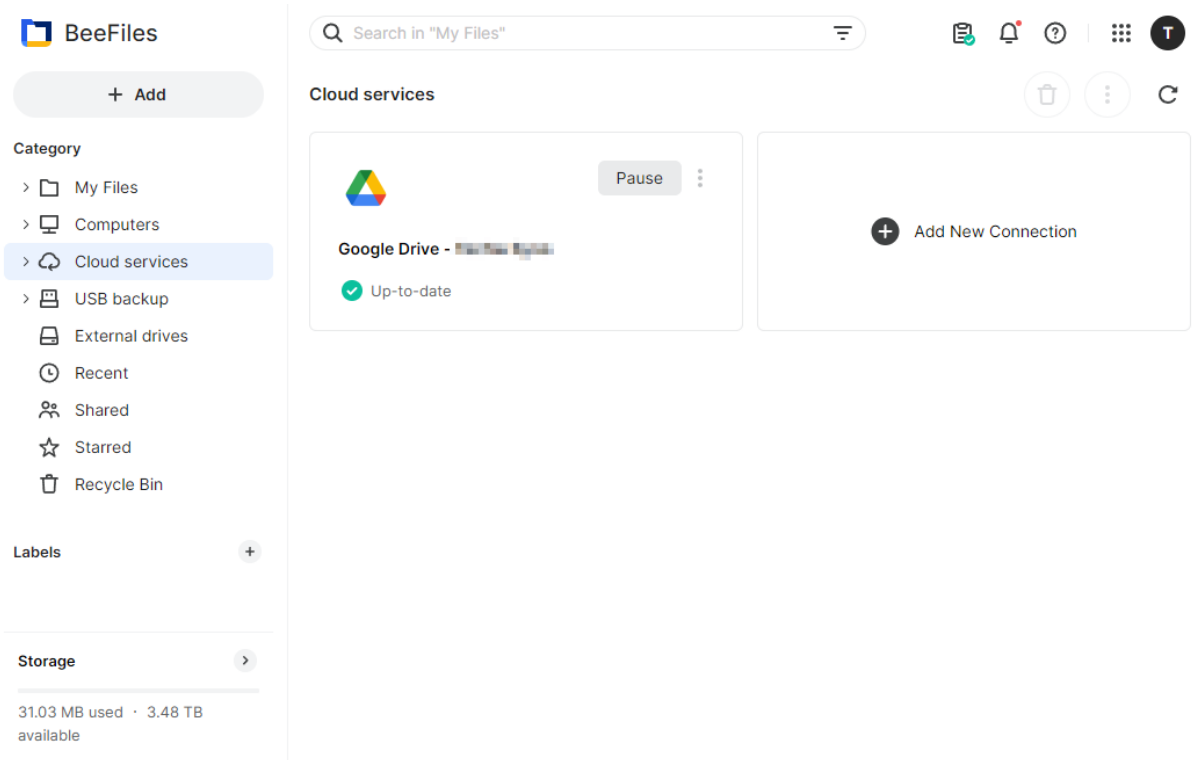 BeeFiles
Search in "My Files"
T
+ Add
Cloud services
Category
My Files
Computers
Cloud services
USB backup
External drives
Recent
Shared
Starred
Recycle Bin
Pause
Google Drive -
Up-to-date
Add New Connection
Labels
Storage
31.03 MB used · 3.48 TB
available